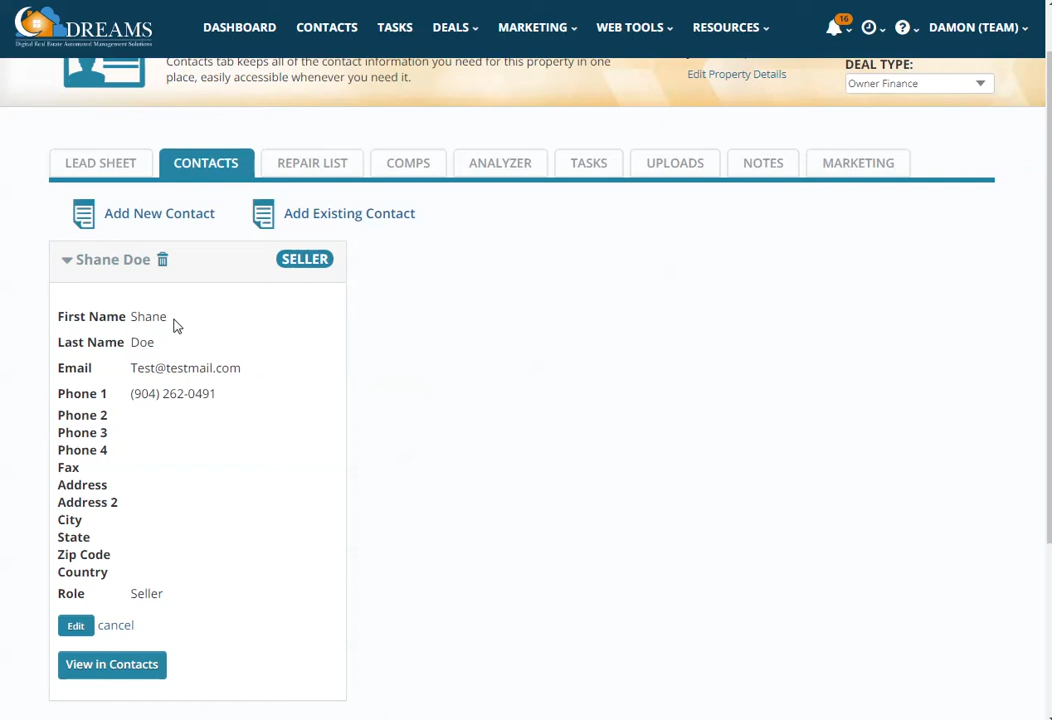 DREAMS
Digital Real Estate Automated Management Solutions
DASHBOARD CONTACTS TASKS DEALS MARKETING WEB TOOLS RESOURCES 16 DAMON (TEAM)
Contacts tab keeps all of the contact information you need for this property in one
place, easily accessible whenever you need it.
Edit Property Details
DEAL TYPE:
Owner Finance
LEAD SHEET CONTACTS REPAIR LIST COMPS ANALYZER TASKS UPLOADS NOTES MARKETING
Add New Contact Add Existing Contact
Shane Doe SELLER
First Name Shane
Last Name Doe
Email Test@testmail.com
Phone 1 (904) 262-0491
Phone 2
Phone 3
Phone 4
Fax
Address
Address 2
City
State
Zip Code
Country
Role Seller
Edit cancel
View in Contacts